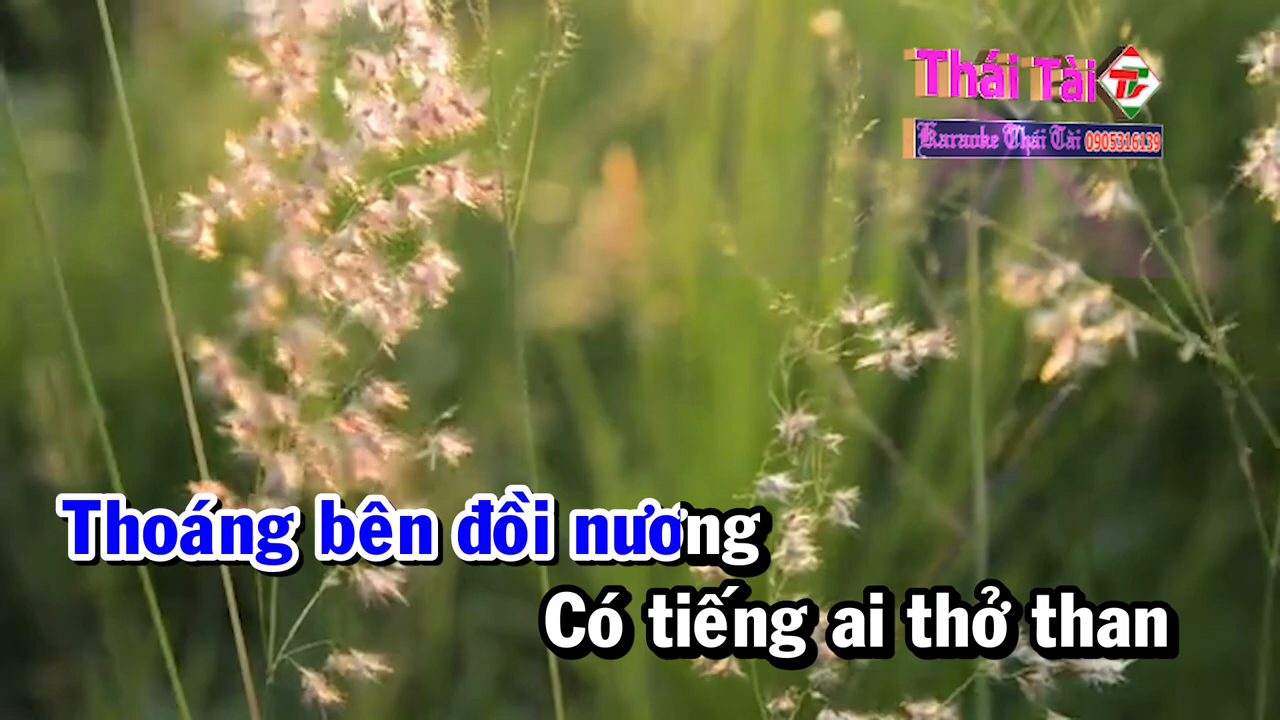 Thái Tài
Karaoke Thái Tài 0905316139
Thoáng bên đồi nương
Có tiếng ai thở than